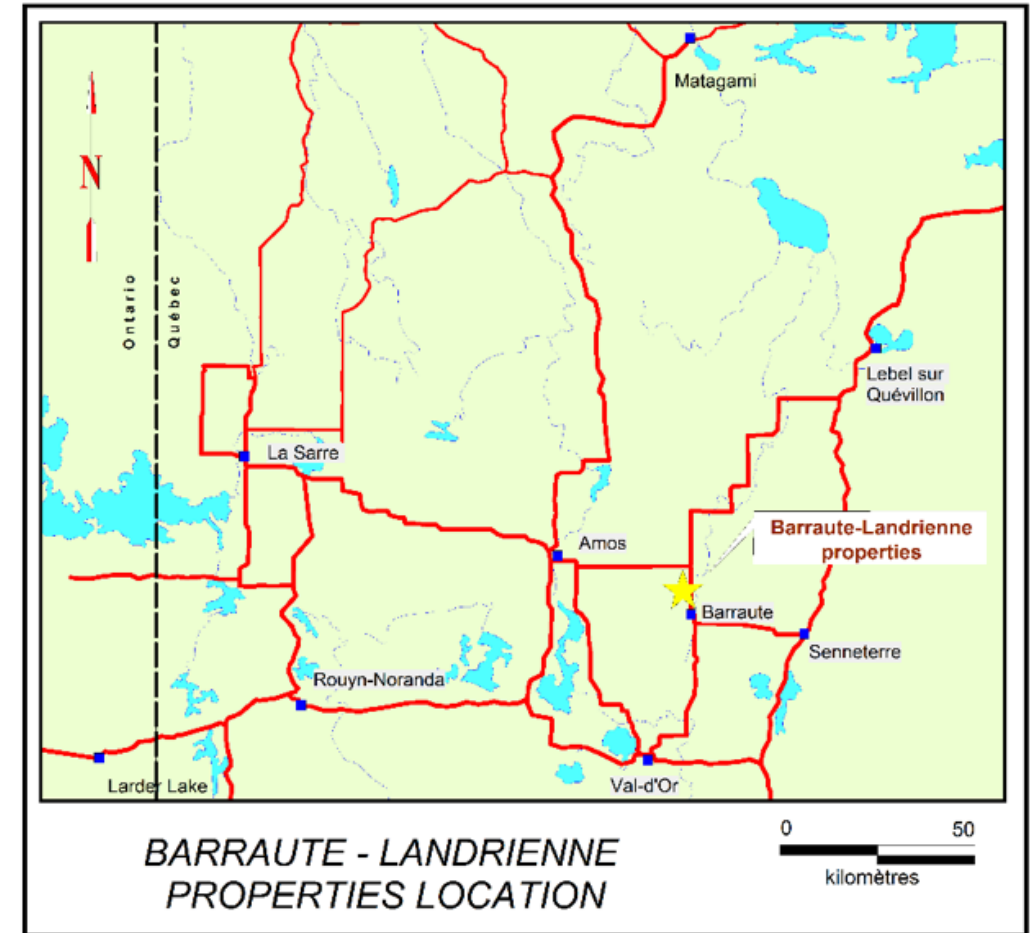 Matagami
N
Ontario
Québec
Lebel sur
Quévillon
La Sarre
Barraute-Landrienne
properties
Amos
Barraute
Senneterre
Rouyn-Noranda
Larder Lake
Val-d'Or
BARRAUTE - LANDRIENNE
PROPERTIES LOCATION
0 50
kilomètres